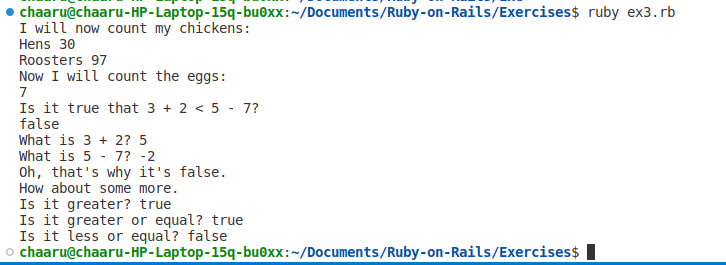 chaaru@chaaru-HP-Laptop-15q-bu0xx:~/Documents/Ruby-on-Rails/Exercises$ ruby ex3.rb
I will now count my chickens:
Hens 30
Roosters 97
Now I will count the eggs:
7
Is it true that 3 + 2 < 5 - 7?
false
What is 3 + 2? 5
What is 5 - 7? -2
Oh, that's why it's false.
How about some more.
Is it greater? true
Is it greater or equal? true
Is it less or equal? false
chaaru@chaaru-HP-Laptop-15q-bu0xx:~/Documents/Ruby-on-Rails/Exercises$